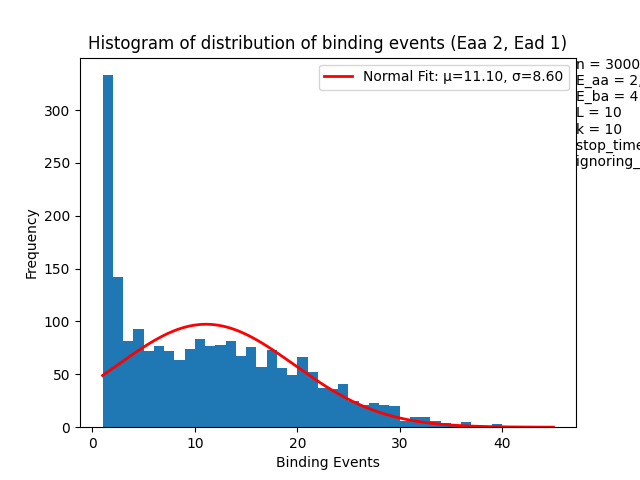 Histogram of distribution of binding events (Eaa 2, Ead 1)
Normal Fit: μ=11.10, σ=8.60
n = 3000
E_aa = 2,
E_ba = 4
L = 10
k = 10
stop_time
ignoring_
Frequency
350
300
250
200
150
100
50
0
0 10 20 30 40
Binding Events